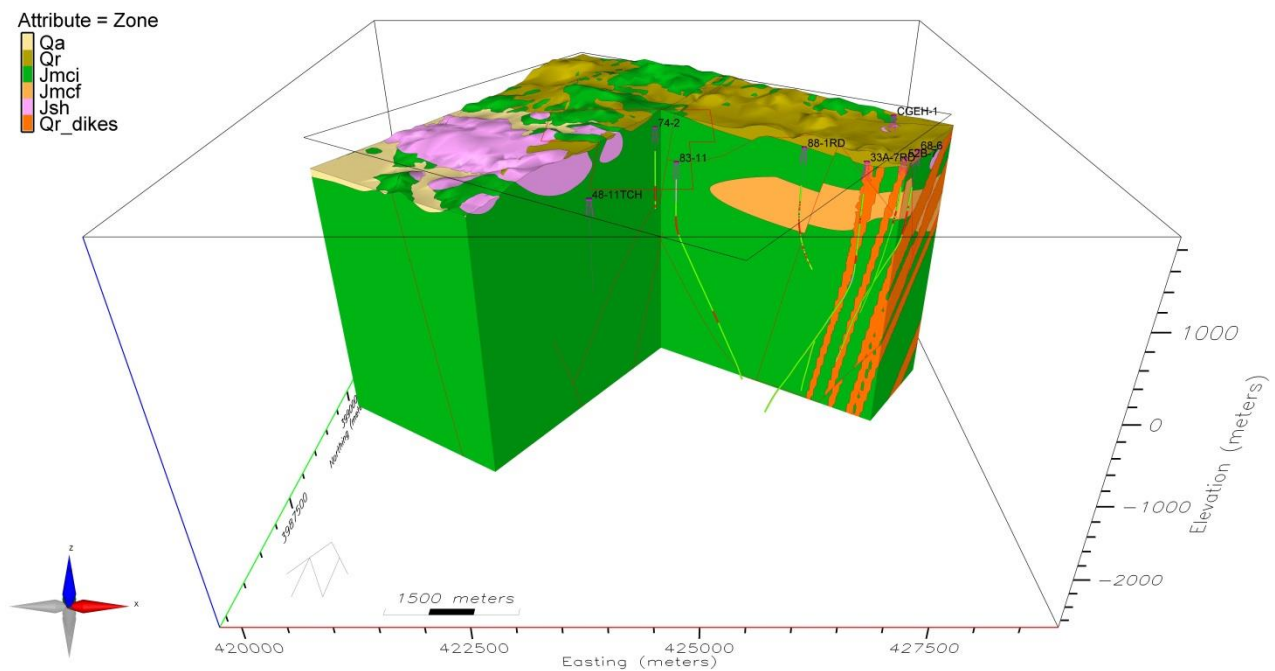 Attribute = Zone
Qa
Qr
Jmci
Jmcf
Jsh
Qr_dikes
CGEH-1
74-2
88-1RD
68-6
83-11
33A-7RD
52B-7
48-11TCH
1000
0
-1000
-2000
Elevation (meters)
Northing
3987500
z
x
1500 meters
420000
422500
425000
427500
Easting (meters)